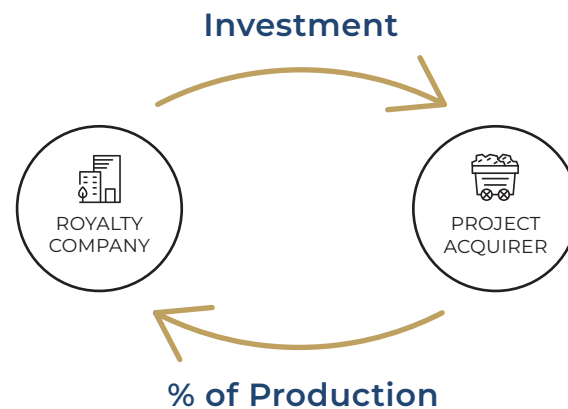 Investment
ROYALTY
COMPANY
PROJECT
ACQUIRER
% of Production